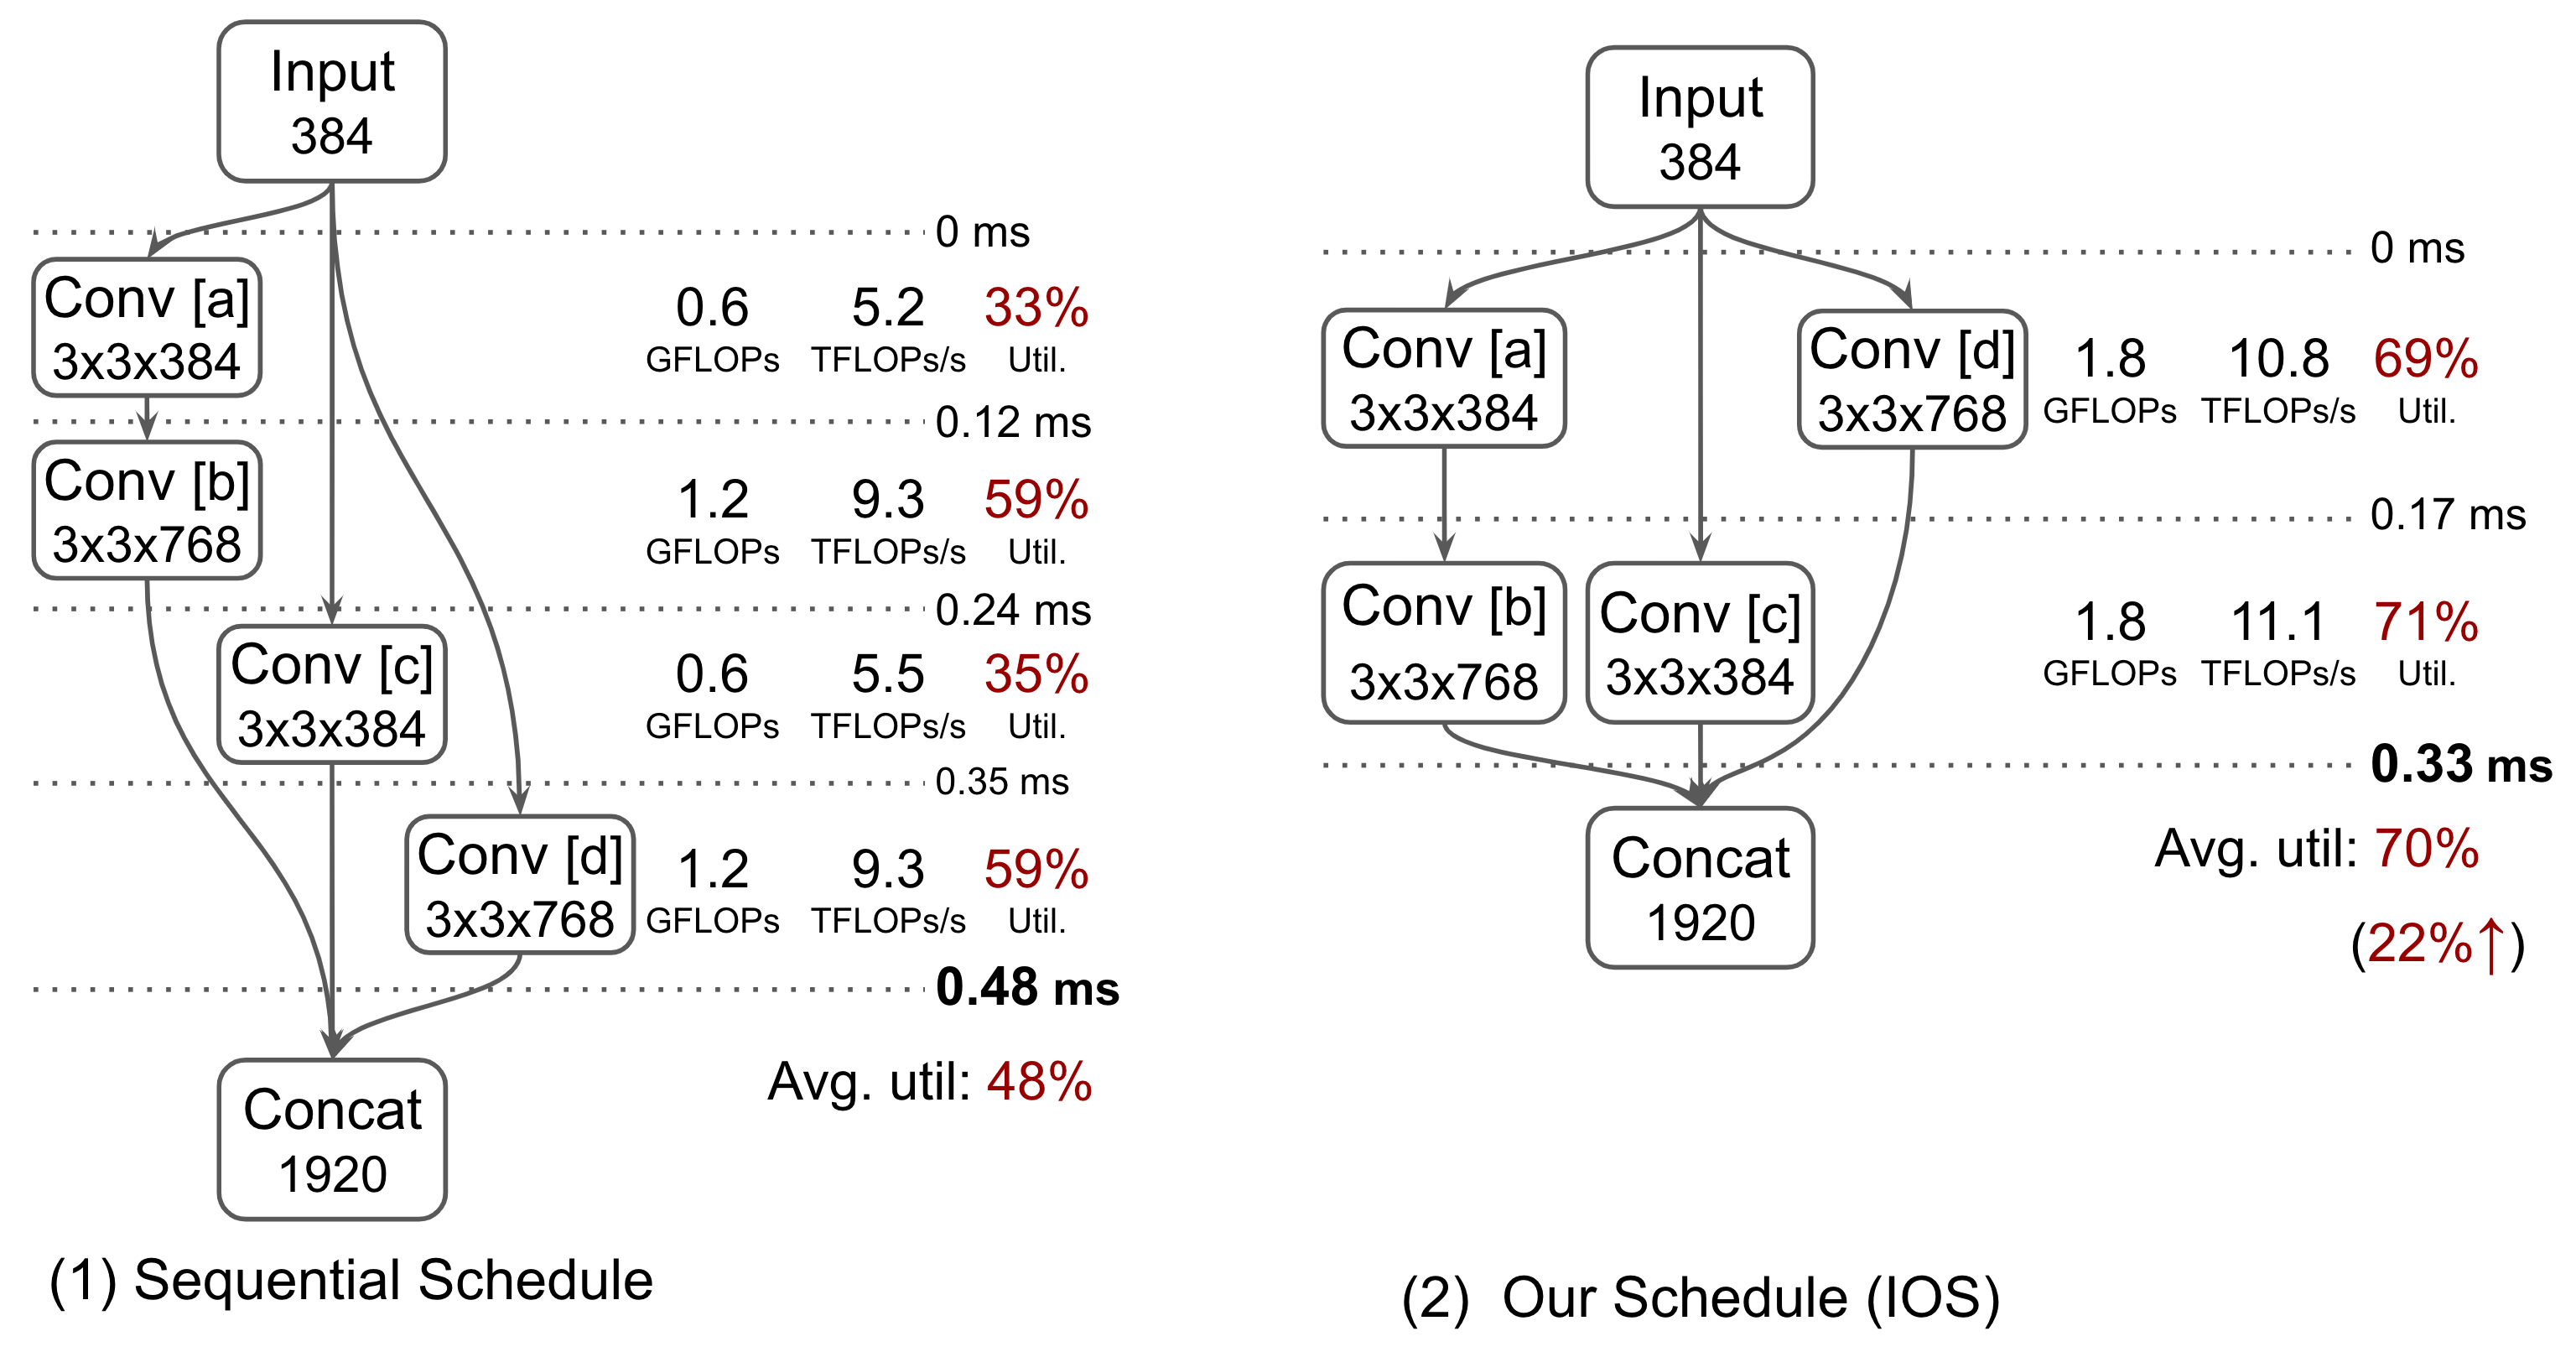 Input
384
0 ms
Conv [a]
3x3x384
0.6 5.2 33%
GFLOPs TFLOPs/s Util.
0.12 ms
Conv [b]
3x3x768
1.2 9.3 59%
GFLOPs TFLOPs/s Util.
0.24 ms
Conv [c]
3x3x384
0.6 5.5 35%
GFLOPs TFLOPs/s Util.
0.35 ms
Conv [d]
3x3x768
1.2 9.3 59%
GFLOPs TFLOPs/s Util.
0.48 ms
Avg. util: 48%
Concat
1920
(1) Sequential Schedule
Input
384
0 ms
Conv [a]
3x3x384
Conv [d]
3x3x768
1.8 10.8 69%
GFLOPs TFLOPs/s Util.
0.17 ms
Conv [b]
3x3x768
Conv [c]
3x3x384
1.8 11.1 71%
GFLOPs TFLOPs/s Util.
0.33 ms
Concat
1920
Avg. util: 70%
(22%↑)
(2) Our Schedule (IOS)